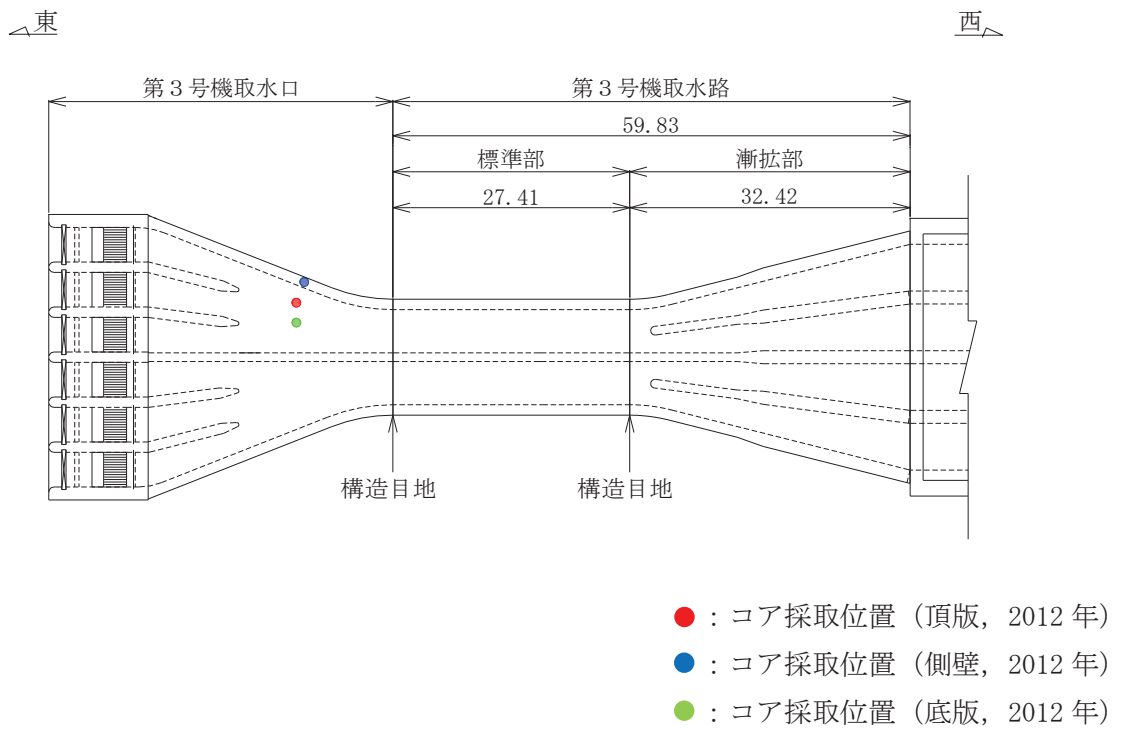 東
西
第３号機取水口
第３号機取水路
59.83
標準部
漸拡部
27.41
32.42
構造目地
構造目地
：コア採取位置（頂版，2012 年）
：コア採取位置（側壁，2012 年）
：コア採取位置（底版，2012 年）